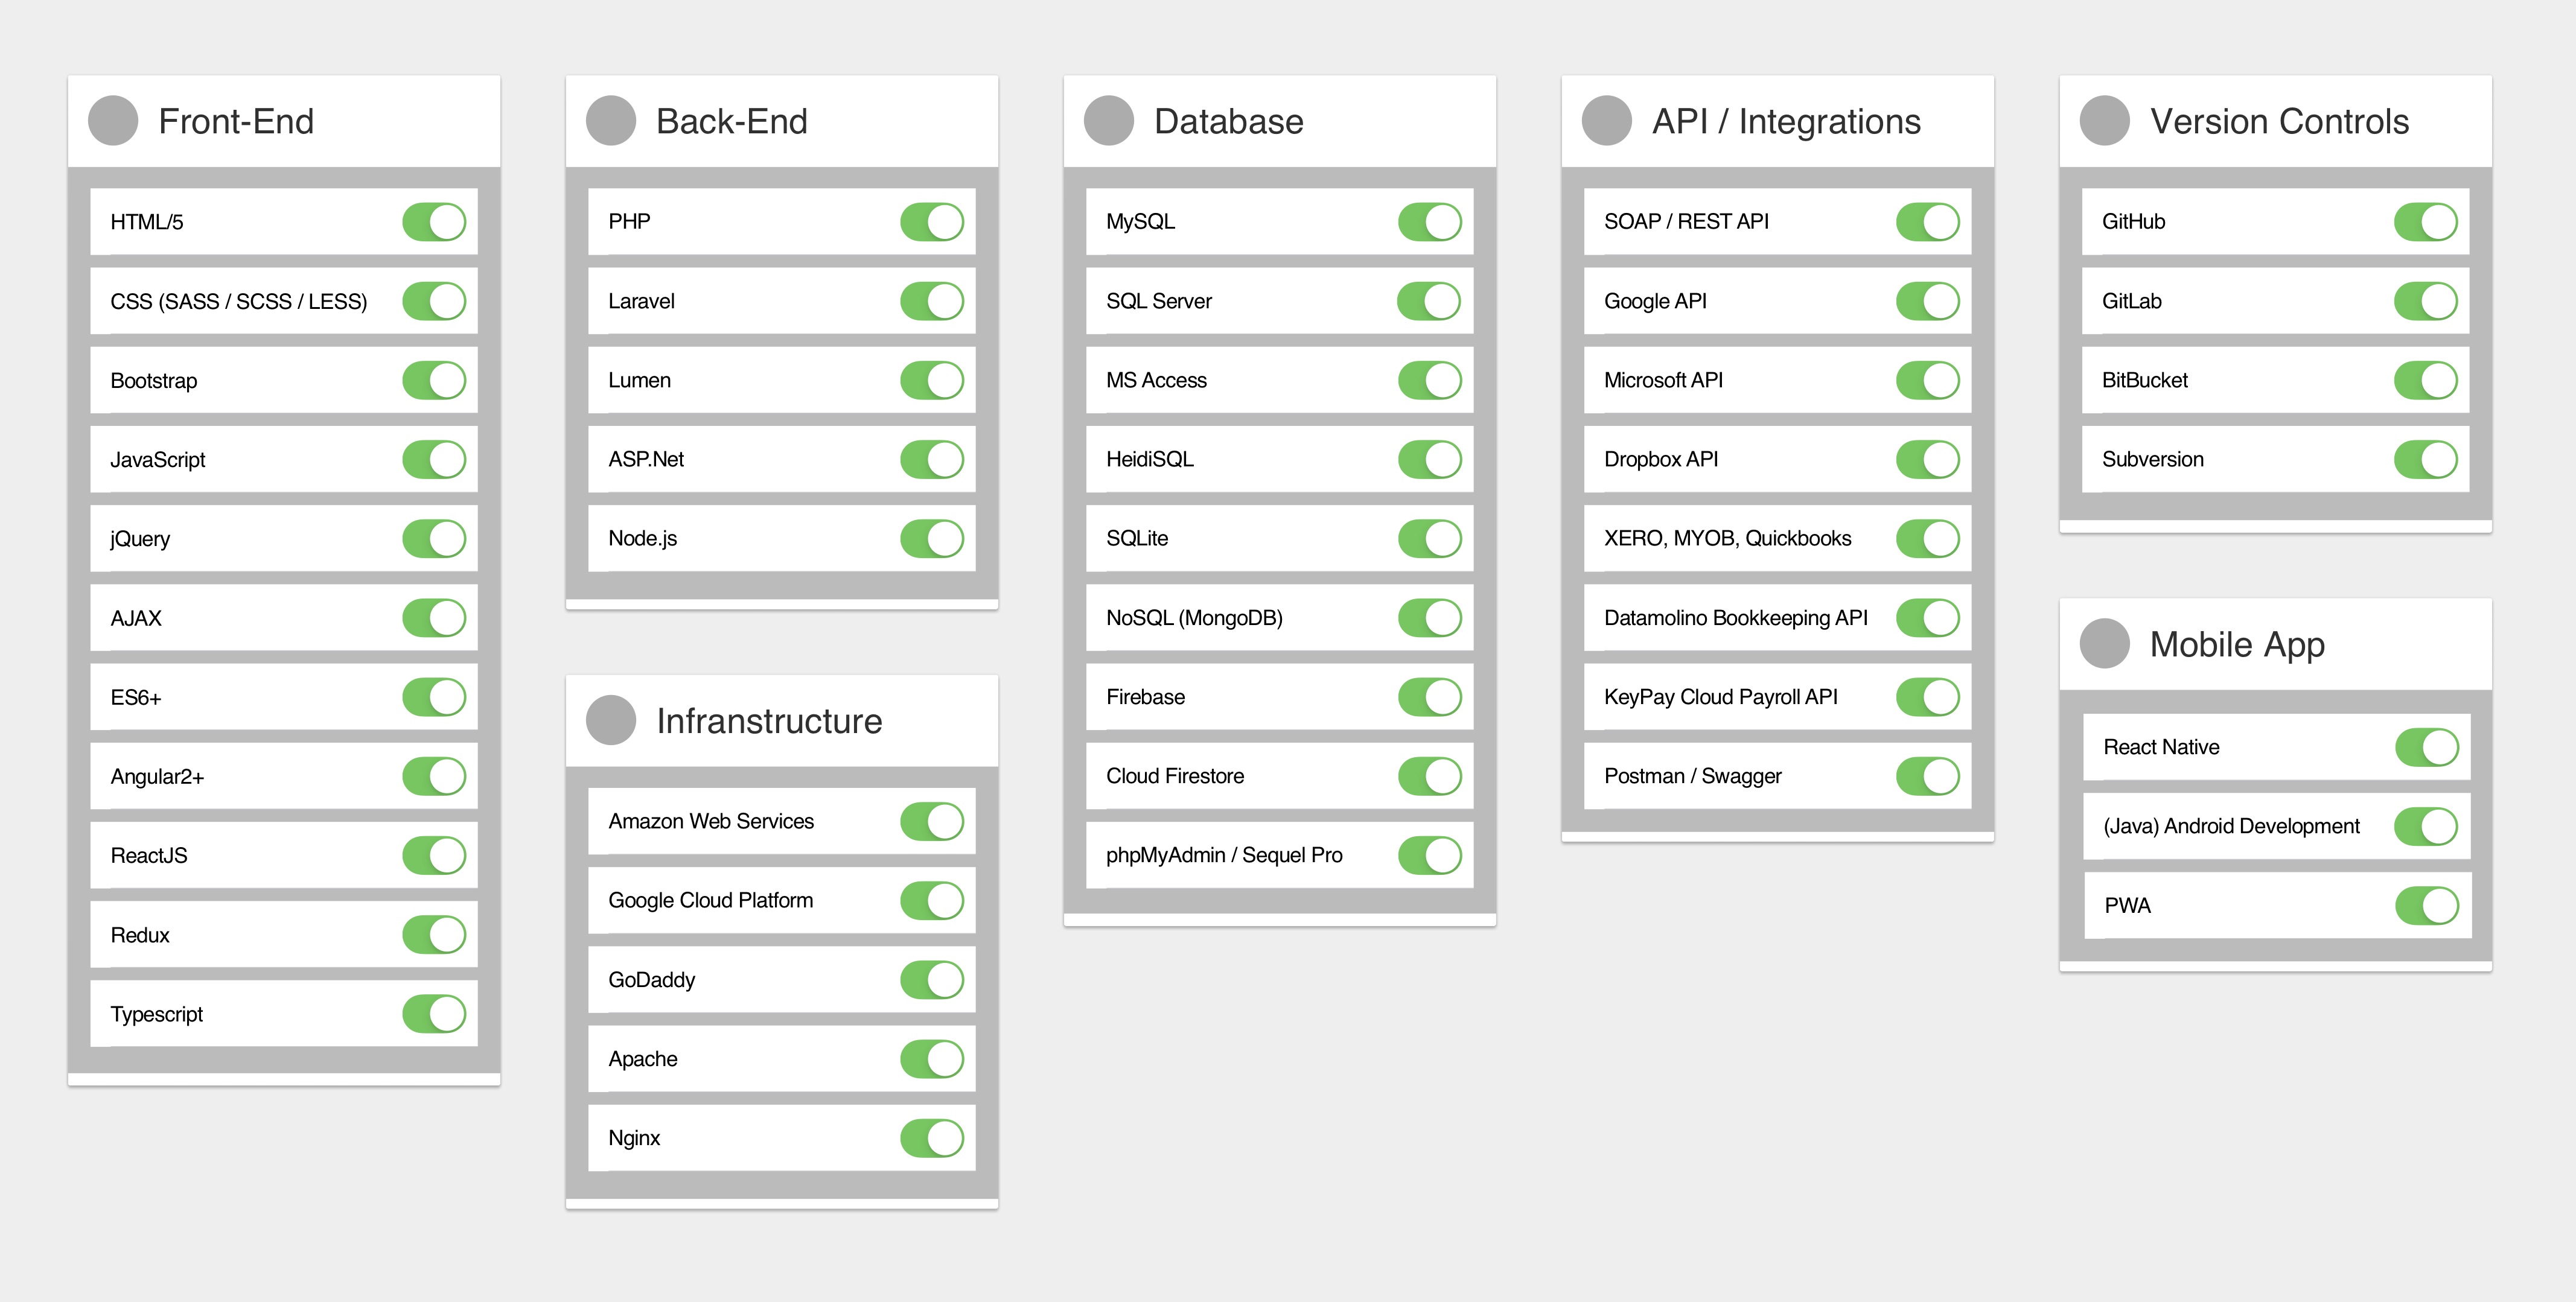 Front-End
HTML/5
CSS (SASS / SCSS / LESS)
Bootstrap
JavaScript
jQuery
AJAX
ES6+
Angular2+
ReactJS
Redux
Typescript
Back-End
PHP
Laravel
Lumen
ASP.Net
Node.js
Infranstructure
Amazon Web Services
Google Cloud Platform
GoDaddy
Apache
Nginx
Database
MySQL
SQL Server
MS Access
HeidiSQL
SQLite
NoSQL (MongoDB)
Firebase
Cloud Firestore
phpMyAdmin / Sequel Pro
API / Integrations
SOAP / REST API
Google API
Microsoft API
Dropbox API
XERO, MYOB, Quickbooks
Datamolino Bookkeeping API
KeyPay Cloud Payroll API
Postman / Swagger
Version Controls
GitHub
GitLab
BitBucket
Subversion
Mobile App
React Native
(Java) Android Development
PWA